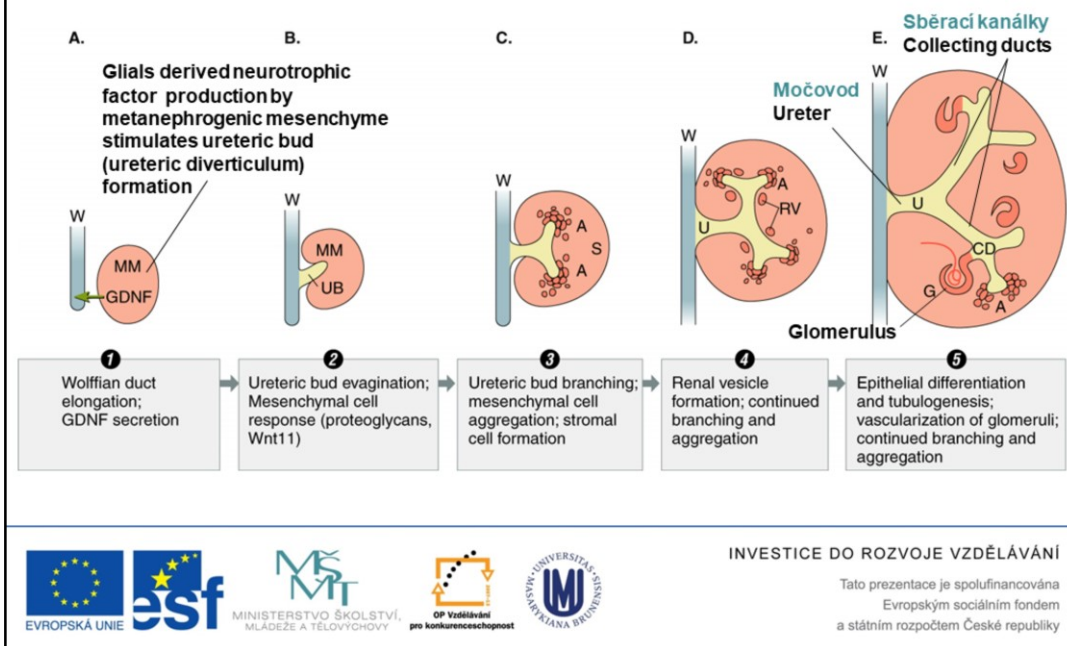 A.
B.
C.
D.
E.
Sběrací kanálky
Collecting ducts
Glials derived neurotrophic
factor production by
metanephrogenic mesenchyme
stimulates ureteric bud
(ureteric diverticulum)
formation
Močovod
Ureter
W
MM
GDNF
W
MM
UB
W
A
S
A
W
A
RV
U
W
U
CD
G
A
Glomerulus
1
Wolffian duct
elongation;
GDNF secretion
2
Ureteric bud evagination;
Mesenchymal cell
response (proteoglycans,
Wnt11)
3
Ureteric bud branching;
mesenchymal cell
aggregation; stromal
cell formation
4
Renal vesicle
formation; continued
branching and
aggregation
5
Epithelial differentiation
and tubulogenesis;
vascularization of glomeruli;
continued branching and
aggregation
EVROPSKÁ UNIE
esf
MŠMT
MINISTERSTVO ŠKOLSTVÍ,
MLÁDEŽE A TĚLOVÝCHOVY
OP Vzdělávání
pro konkurenceschopnost
UNIVERSITAS MASARYKIANA BRUNENSIS
INVESTICE DO ROZVOJE VZDĚLÁVÁNÍ
Tato prezentace je spolufinancována
Evropským sociálním fondem
a státním rozpočtem České republiky